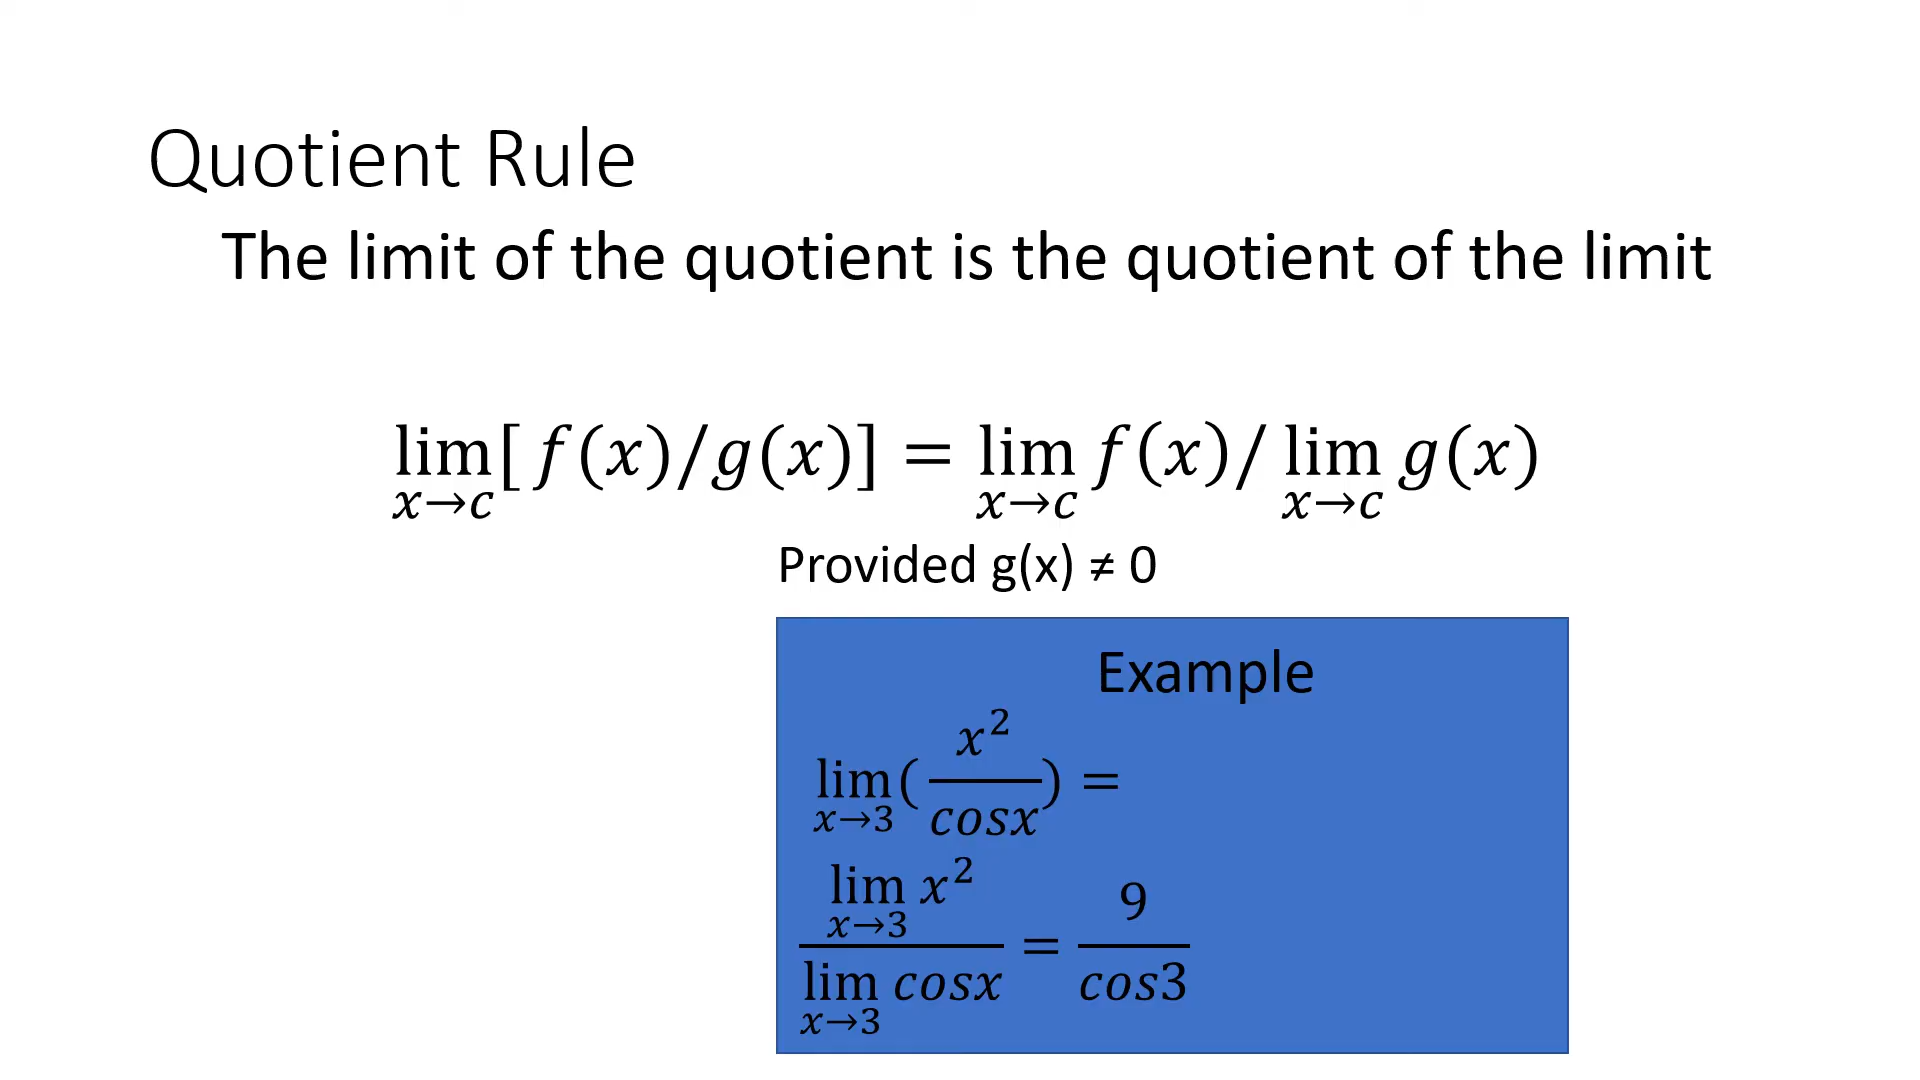 Quotient Rule
The limit of the quotient is the quotient of the limit
lim[ f(x)/g(x)] = lim f(x)/ lim g(x)
x→c x→c x→c
Provided g(x) ≠ 0
Example
x²
lim( ) =
x→3 cosx
lim x² 9
x→3
=
lim cosx cos3
x→3